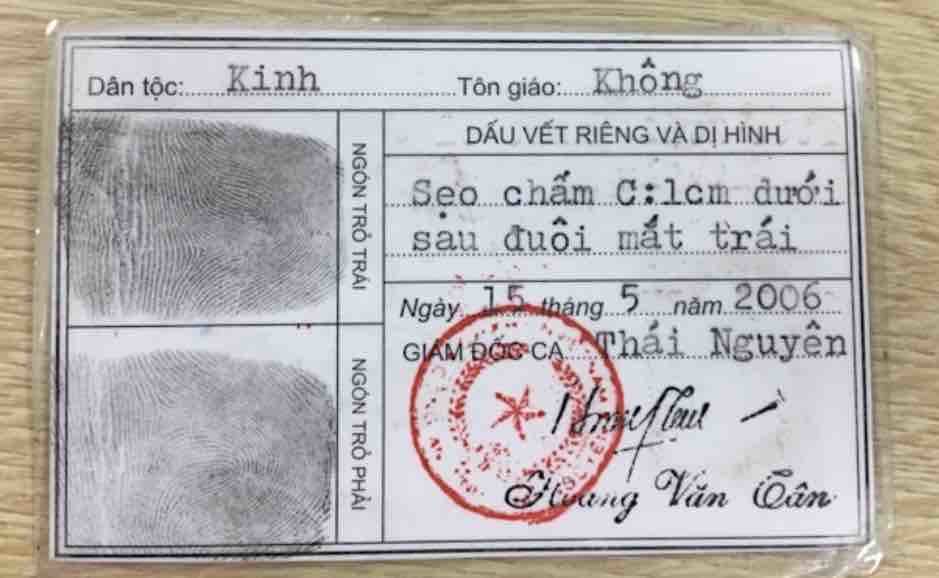 Dân tộc: Kinh Tôn giáo: Không
NGÓN TRỎ TRÁI
NGÓN TRỎ PHẢI
DẤU VẾT RIÊNG VÀ DỊ HÌNH
Sẹo chấm C:1cm dưới
sau đuôi mắt trái
Ngày 15 tháng 5 năm 2006
GIÁM ĐỐC CA Thái Nguyên
Hoàng Văn Cân